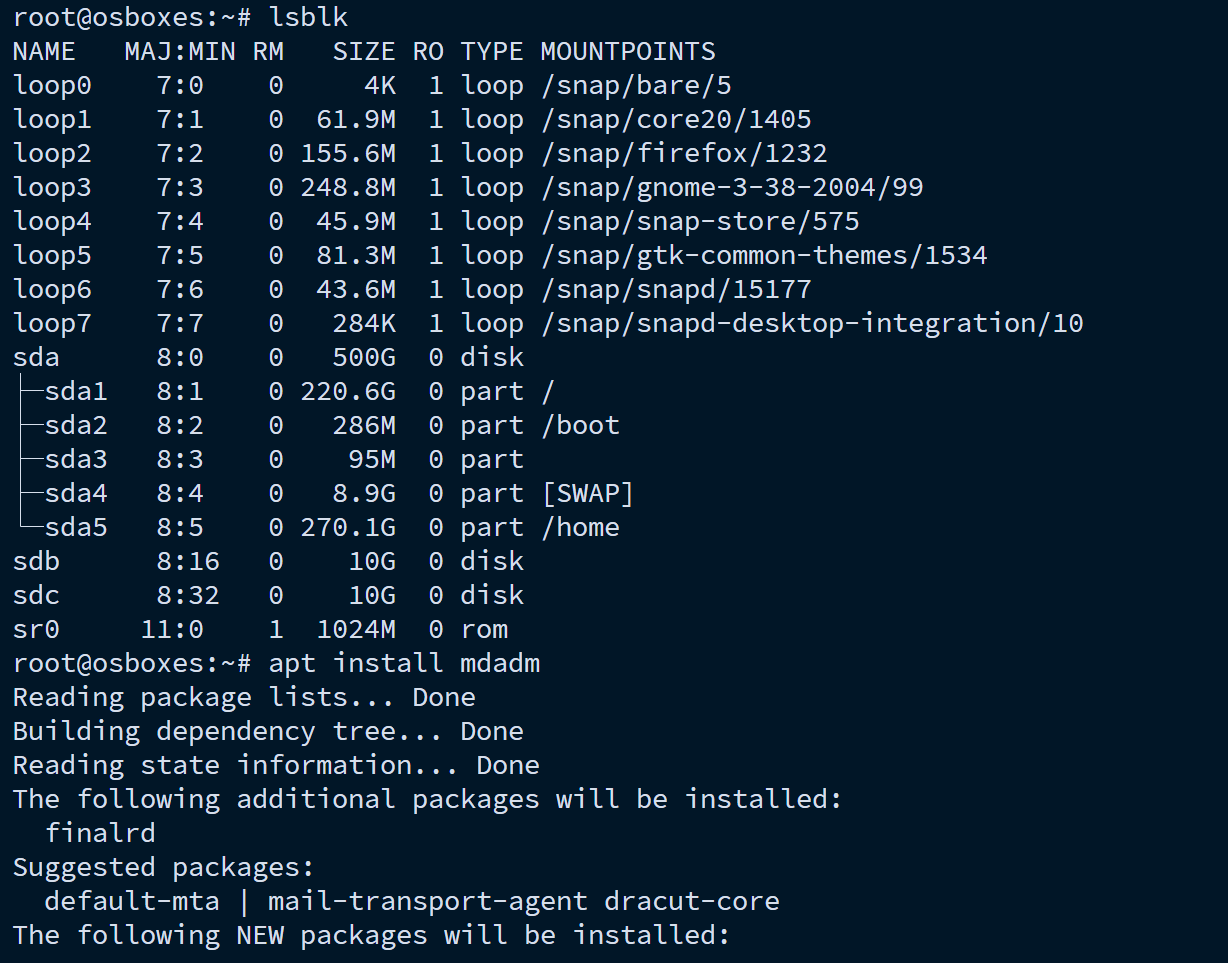 root@osboxes:~# lsblk
NAME   MAJ:MIN RM   SIZE RO TYPE MOUNTPOINTS
loop0    7:0    0     4K  1 loop /snap/bare/5
loop1    7:1    0  61.9M  1 loop /snap/core20/1405
loop2    7:2    0 155.6M  1 loop /snap/firefox/1232
loop3    7:3    0 248.8M  1 loop /snap/gnome-3-38-2004/99
loop4    7:4    0  45.9M  1 loop /snap/snap-store/575
loop5    7:5    0  81.3M  1 loop /snap/gtk-common-themes/1534
loop6    7:6    0  43.6M  1 loop /snap/snapd/15177
loop7    7:7    0   284K  1 loop /snap/snapd-desktop-integration/10
sda      8:0    0   500G  0 disk
├─sda1   8:1    0 220.6G  0 part /
├─sda2   8:2    0   286M  0 part /boot
├─sda3   8:3    0    95M  0 part
├─sda4   8:4    0   8.9G  0 part [SWAP]
└─sda5   8:5    0 270.1G  0 part /home
sdb      8:16   0    10G  0 disk
sdc      8:32   0    10G  0 disk
sr0     11:0    1  1024M  0 rom
root@osboxes:~# apt install mdadm
Reading package lists... Done
Building dependency tree... Done
Reading state information... Done
The following additional packages will be installed:
  finalrd
Suggested packages:
  default-mta | mail-transport-agent dracut-core
The following NEW packages will be installed: